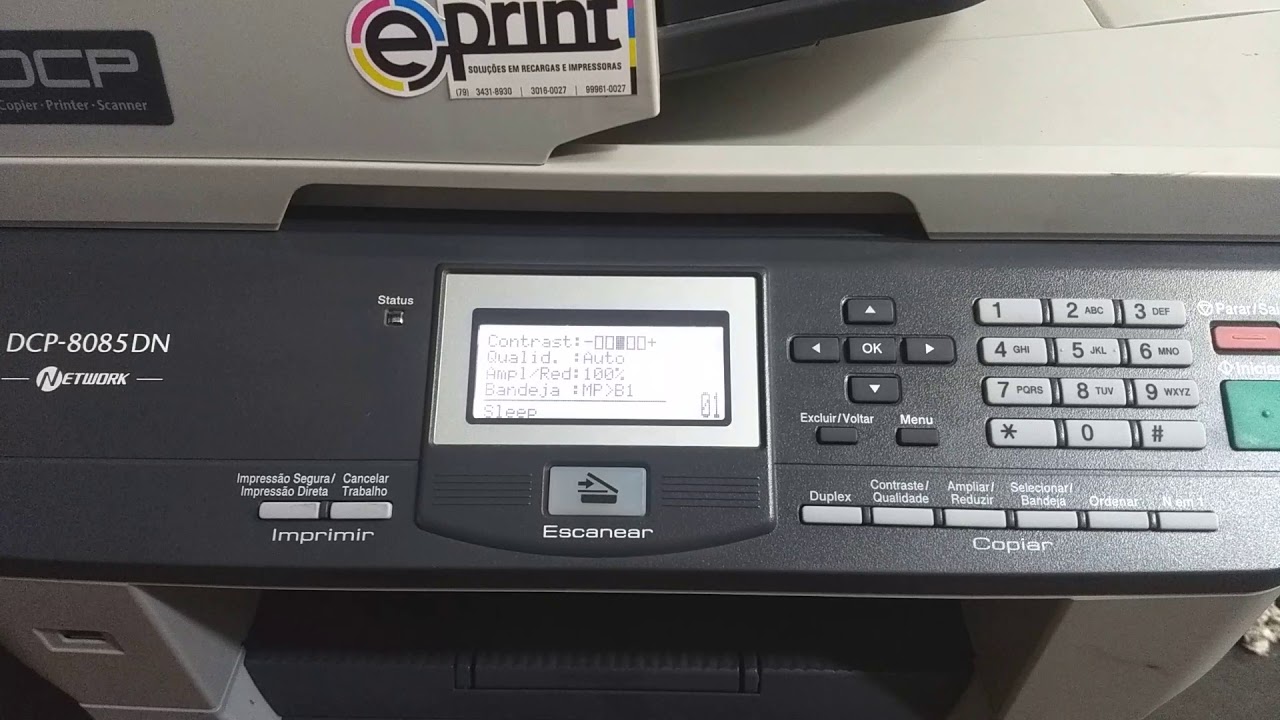 DCP
Copier · Printer · Scanner
eprint
SOLUÇÕES EM RECARGAS E IMPRESSORAS
(79) 3431-8930 | 3016-0027 | 99961-0027
DCP-8085DN
NETWORK
Status
Contrast:-▯▯▮▯▯+
Qualid. :Auto
Ampl/Red:100%
Bandeja :MP>B1
Sleep 01
Impressão Segura/
Impressão Direta
Cancelar
Trabalho
Imprimir
Escanear
OK
Excluir/Voltar
Menu
1
2 ABC
3 DEF
4 GHI
5 JKL
6 MNO
7 PQRS
8 TUV
9 WXYZ
*
0
#
Parar/Sai
Iniciar
Duplex
Contraste/
Qualidade
Ampliar/
Reduzir
Selecionar/
Bandeja
Ordenar
N em 1
Copiar